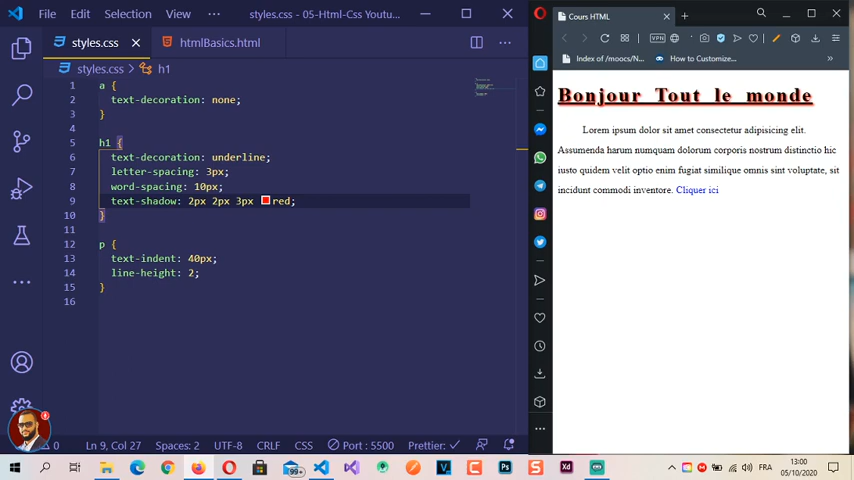 File Edit Selection View ··· styles.css - 05-Html-Css Youtu...
styles.css htmlBasics.html ···
styles.css > h1
1 a {
2 text-decoration: none;
3 }
4
5 h1 {
6 text-decoration: underline;
7 letter-spacing: 3px;
8 word-spacing: 10px;
9 text-shadow: 2px 2px 3px red;
10 }
11
12 p {
13 text-indent: 40px;
14 line-height: 2;
15 }
16
0 Ln 9, Col 27 Spaces: 2 UTF-8 CRLF CSS Port : 5500 Prettier: ✓
Cours HTML
VPN
Index of /moocs/N... How to Customize... »
Bonjour Tout le monde
Lorem ipsum dolor sit amet consectetur adipisicing elit.
Assumenda harum numquam dolorum corporis nostrum distinctio hic
iusto quidem velit optio enim fugiat similique omnis sint voluptate, sit
incidunt commodi inventore. Cliquer ici
99+ V Ps S Xd FRA
13:00
05/10/2020